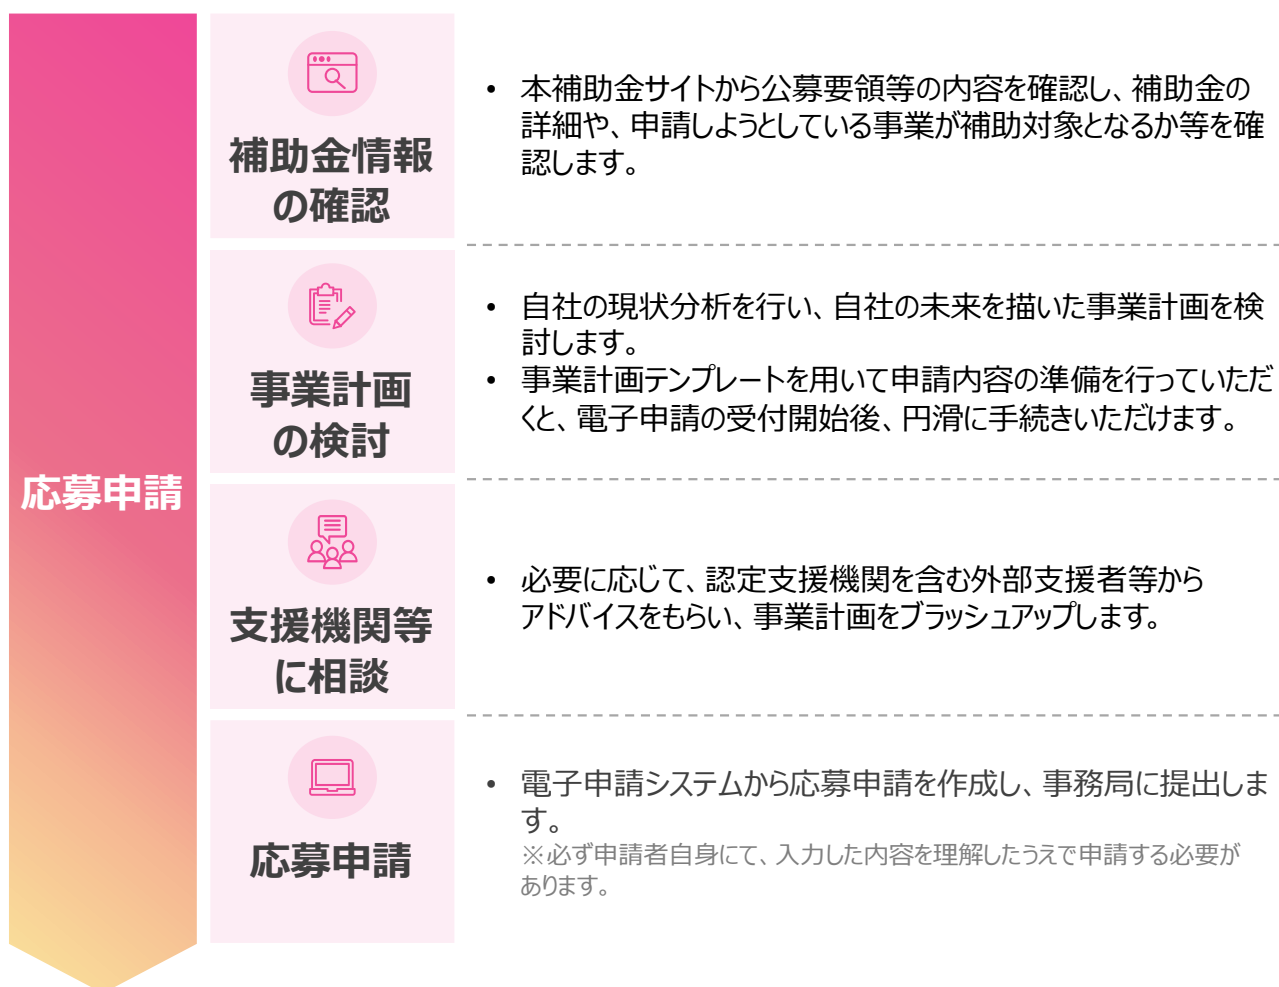 応募申請
補助金情報
の確認
• 本補助金サイトから公募要領等の内容を確認し、補助金の
詳細や、申請しようとしている事業が補助対象となるか等を確
認します。
事業計画
の検討
• 自社の現状分析を行い、自社の未来を描いた事業計画を検
討します。
• 事業計画テンプレートを用いて申請内容の準備を行っていただ
くと、電子申請の受付開始後、円滑に手続きいただけます。
支援機関等
に相談
• 必要に応じて、認定支援機関を含む外部支援者等から
アドバイスをもらい、事業計画をブラッシュアップします。
応募申請
• 電子申請システムから応募申請を作成し、事務局に提出しま
す。
※必ず申請者自身にて、入力した内容を理解したうえで申請する必要が
あります。